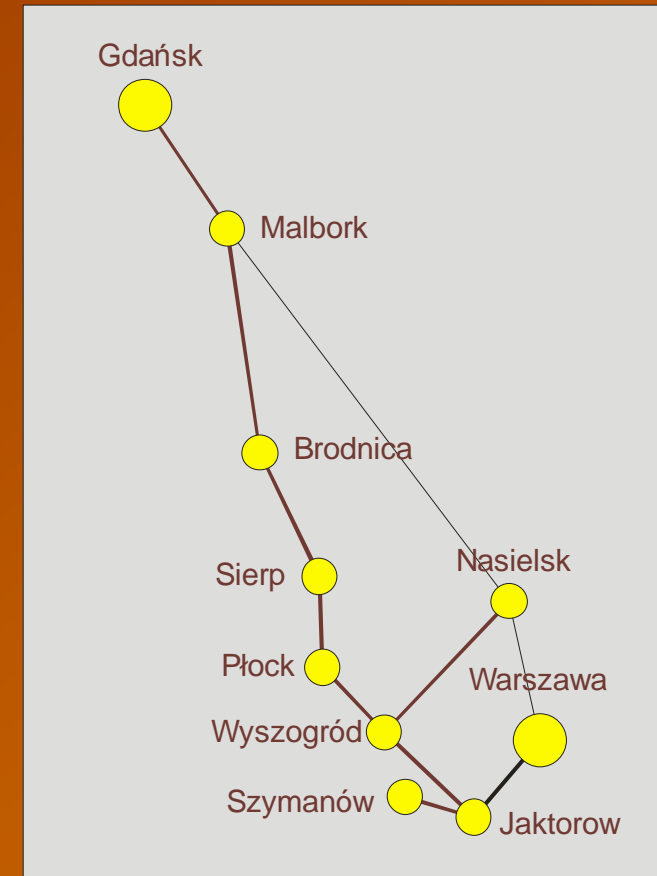 Gdańsk
Malbork
Brodnica
Nasielsk
Sierp
Płock
Warszawa
Wyszogród
Szymanów
Jaktorow